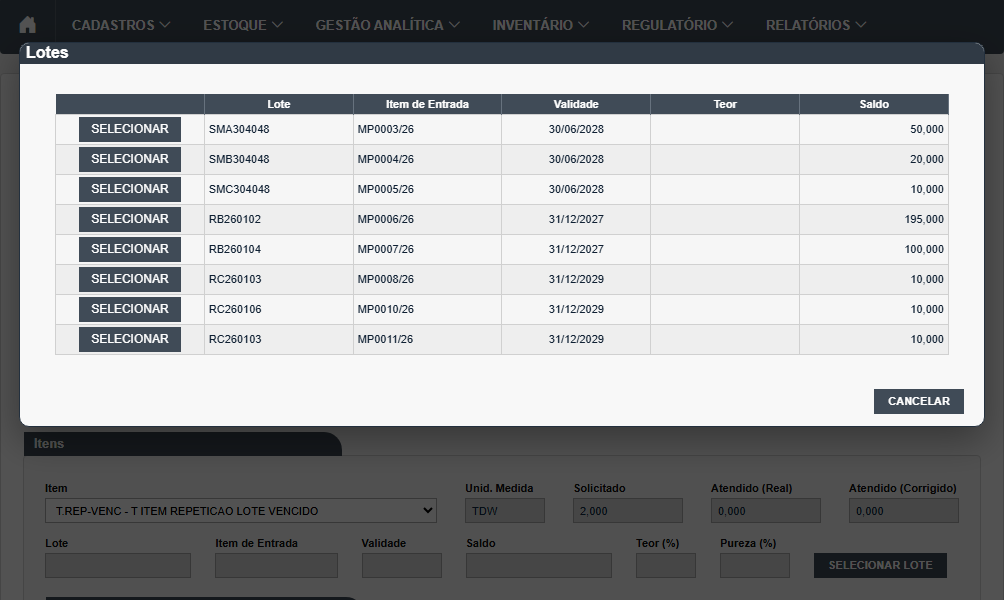 CADASTROS ESTOQUE GESTÃO ANALÍTICA INVENTÁRIO REGULATÓRIO RELATÓRIOS
Lotes
Lote Item de Entrada Validade Teor Saldo
SELECIONAR SMA304048 MP0003/26 30/06/2028 50,000
SELECIONAR SMB304048 MP0004/26 30/06/2028 20,000
SELECIONAR SMC304048 MP0005/26 30/06/2028 10,000
SELECIONAR RB260102 MP0006/26 31/12/2027 195,000
SELECIONAR RB260104 MP0007/26 31/12/2027 100,000
SELECIONAR RC260103 MP0008/26 31/12/2029 10,000
SELECIONAR RC260106 MP0010/26 31/12/2029 10,000
SELECIONAR RC260103 MP0011/26 31/12/2029 10,000
CANCELAR
Itens
Item Unid. Medida Solicitado Atendido (Real) Atendido (Corrigido)
T.REP-VENC - T ITEM REPETICAO LOTE VENCIDO TDW 2,000 0,000 0,000
Lote Item de Entrada Validade Saldo Teor (%) Pureza (%)
SELECIONAR LOTE